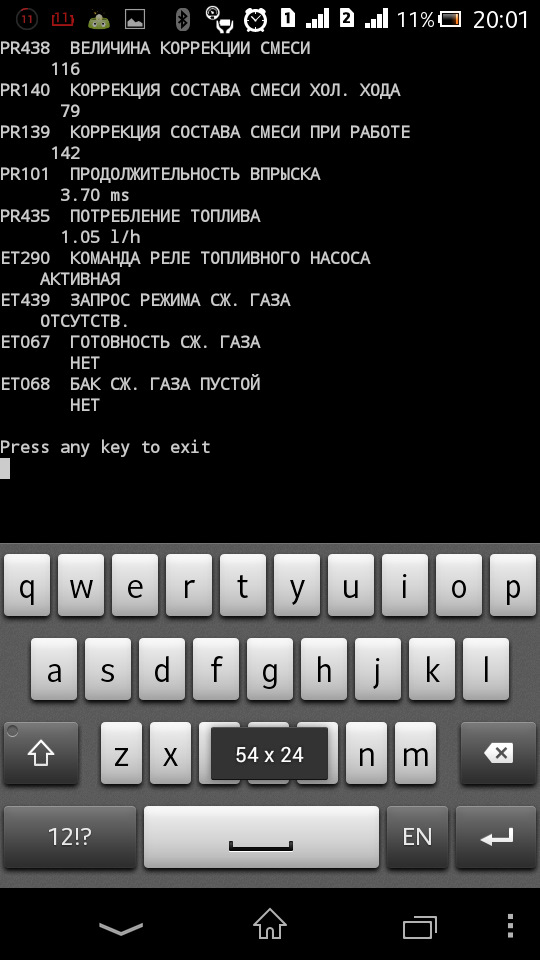 11 11 1 2 11% 20:01
PR438 ВЕЛИЧИНА КОРРЕКЦИИ СМЕСИ
116
PR140 КОРРЕКЦИЯ СОСТАВА СМЕСИ ХОЛ. ХОДА
79
PR139 КОРРЕКЦИЯ СОСТАВА СМЕСИ ПРИ РАБОТЕ
142
PR101 ПРОДОЛЖИТЕЛЬНОСТЬ ВПРЫСКА
3.70 ms
PR435 ПОТРЕБЛЕНИЕ ТОПЛИВА
1.05 l/h
ET290 КОМАНДА РЕЛЕ ТОПЛИВНОГО НАСОСА
АКТИВНАЯ
ET439 ЗАПРОС РЕЖИМА СЖ. ГАЗА
ОТСУТСТВ.
ET067 ГОТОВНОСТЬ СЖ. ГАЗА
НЕТ
ET068 БАК СЖ. ГАЗА ПУСТОЙ
НЕТ
Press any key to exit
q w e r t y u i o p
a s d f g h j k l
z x 54 x 24 n m
12!? EN